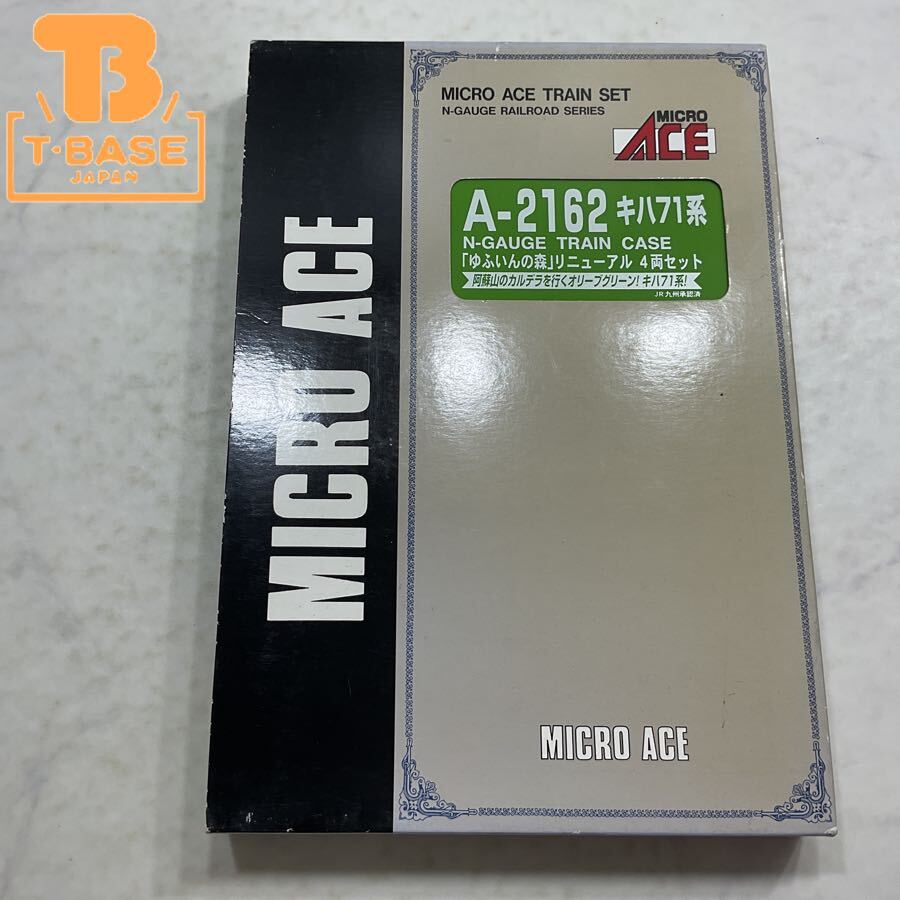 B
T·BASE
JAPAN
MICRO ACE TRAIN SET
N-GAUGE RAILROAD SERIES
MICRO
ACE
A-2162 キハ71系
N-GAUGE TRAIN CASE
「ゆふいんの森」リニューアル 4両セット
阿蘇山のカルデラを行くオリーブグリーン!キハ71系!
JR九州承認済
MICRO ACE
MICRO ACE